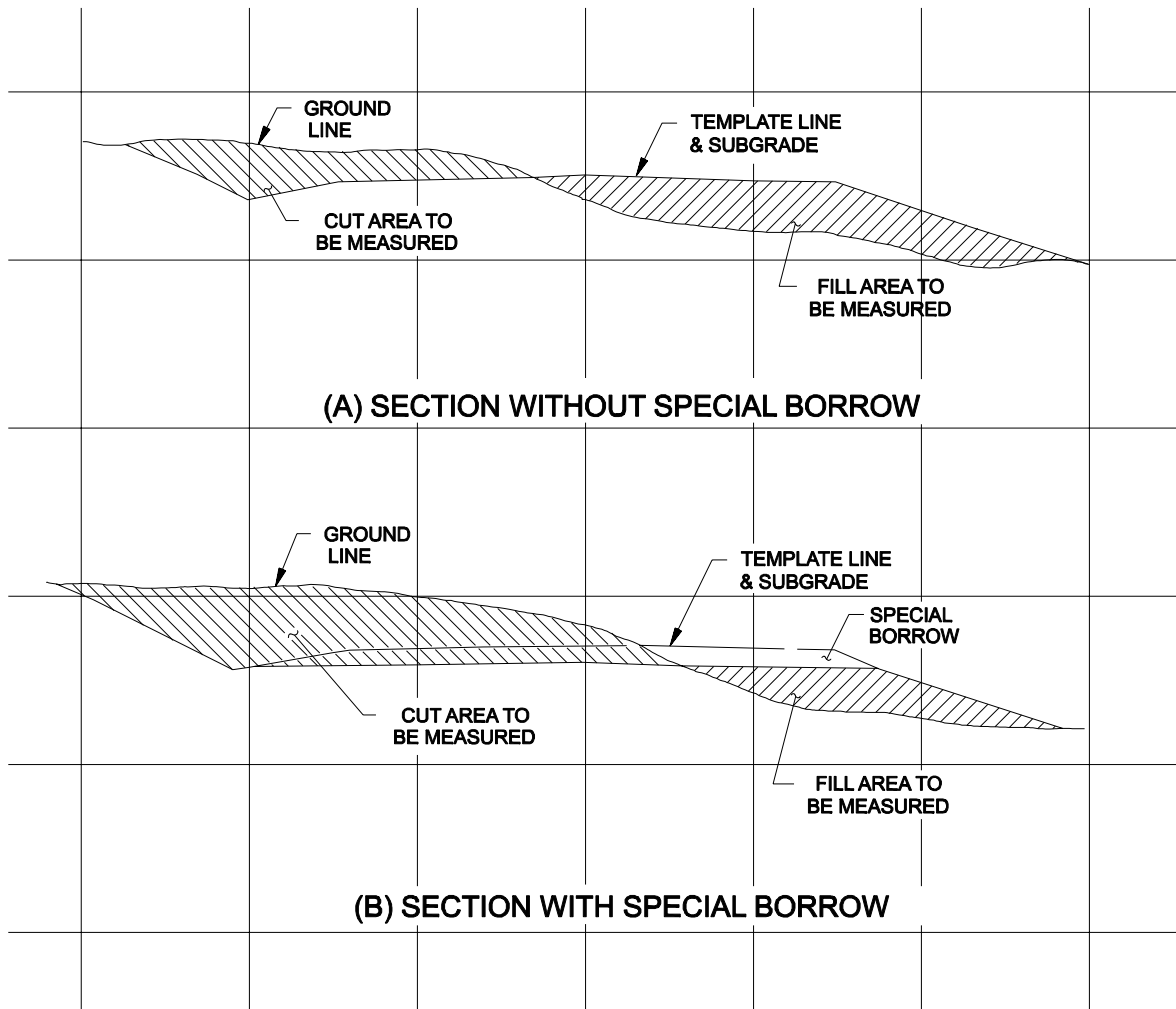 GROUND
LINE
TEMPLATE LINE
& SUBGRADE
CUT AREA TO
BE MEASURED
FILL AREA TO
BE MEASURED
(A) SECTION WITHOUT SPECIAL BORROW
GROUND
LINE
TEMPLATE LINE
& SUBGRADE
SPECIAL
BORROW
CUT AREA TO
BE MEASURED
FILL AREA TO
BE MEASURED
(B) SECTION WITH SPECIAL BORROW